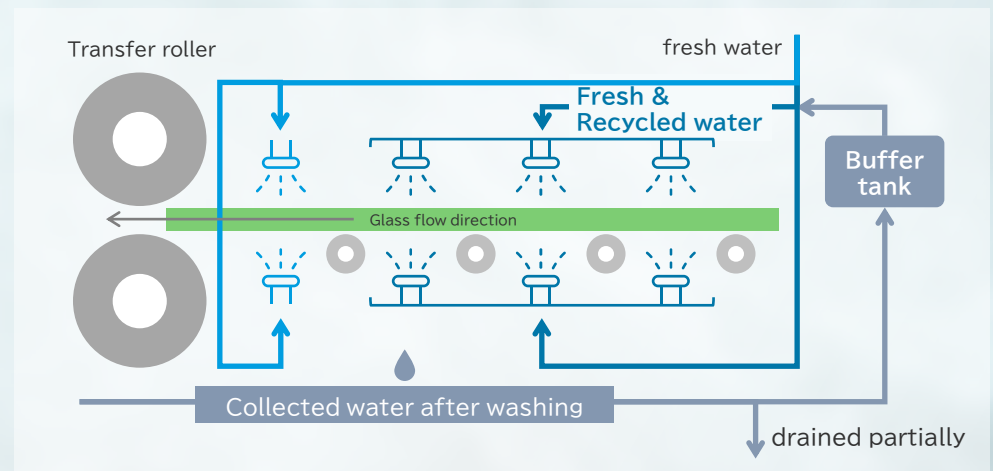 Transfer roller
fresh water
Fresh &
Recycled water
Buffer
tank
Glass flow direction
Collected water after washing
drained partially